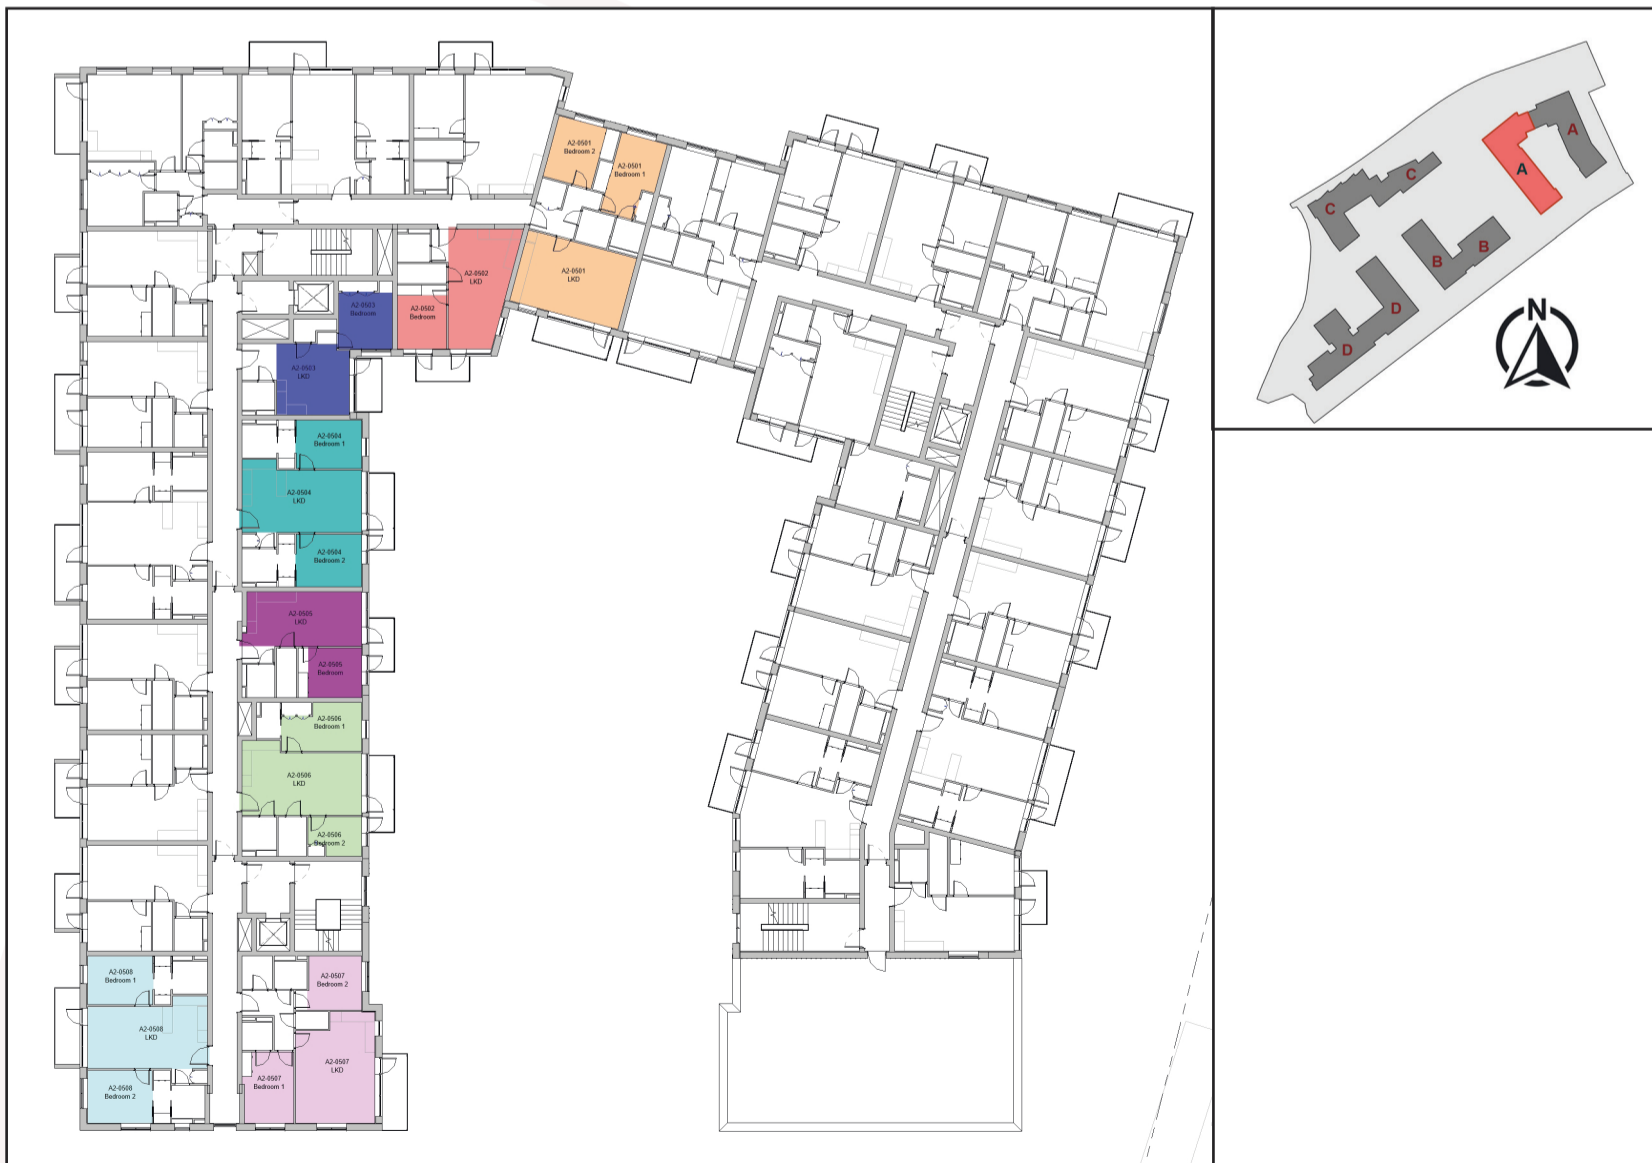 A2-0501
Bedroom 2
A2-0501
Bedroom 1
A2-0501
LKD
A2-0502
LKD
A2-0502
Bedroom
A2-0503
Bedroom
A2-0503
LKD
A2-0504
Bedroom 1
A2-0504
LKD
A2-0504
Bedroom 2
A2-0505
LKD
A2-0505
Bedroom
A2-0506
Bedroom 1
A2-0506
LKD
A2-0506
Bedroom 2
A2-0508
Bedroom 1
A2-0508
LKD
A2-0508
Bedroom 2
A2-0507
Bedroom 2
A2-0507
LKD
A2-0507
Bedroom 1
A
A
C
C
B
B
D
D
N